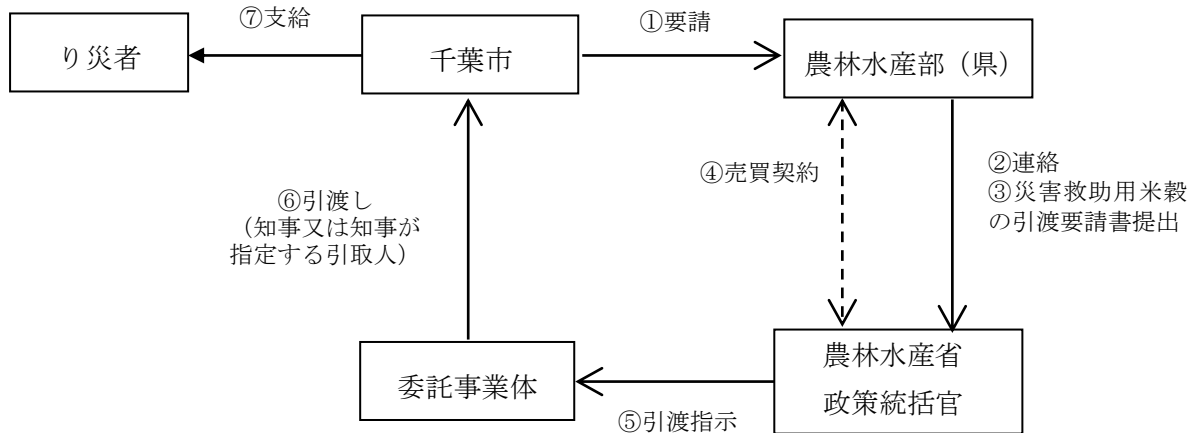 ⑦支給
①要請
り災者
千葉市
農林水産部（県）
④売買契約
②連絡
③災害救助用米穀
の引渡要請書提出
⑥引渡し
（知事又は知事が
指定する引取人）
委託事業体
農林水産省
政策統括官
⑤引渡指示